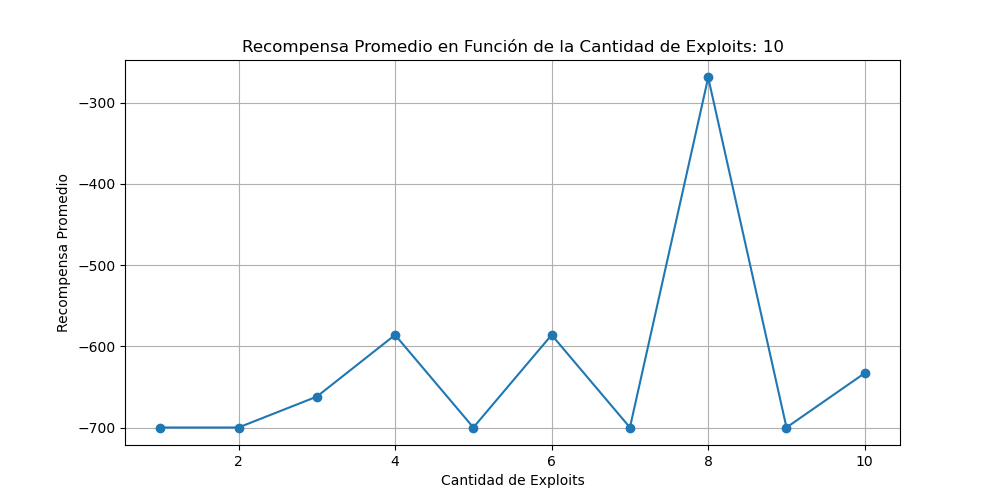 Recompensa Promedio en Función de la Cantidad de Exploits: 10
Recompensa Promedio
−300
−400
−500
−600
−700
2 4 6 8 10
Cantidad de Exploits